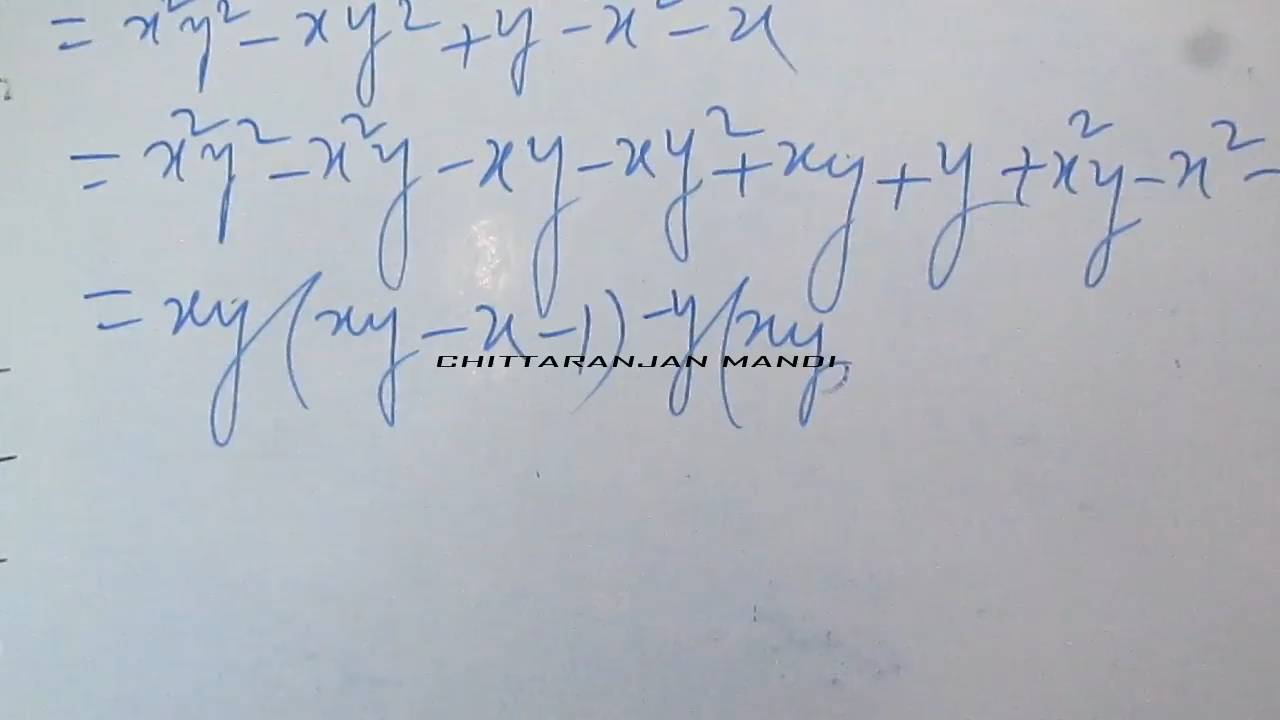 = x²y² - xy² + y - x² - x
= x²y² - x²y - xy - xy² + xy + y + x²y - x² -
= xy(xy - x - 1) - y(xy
CHITTARANJAN MANDI